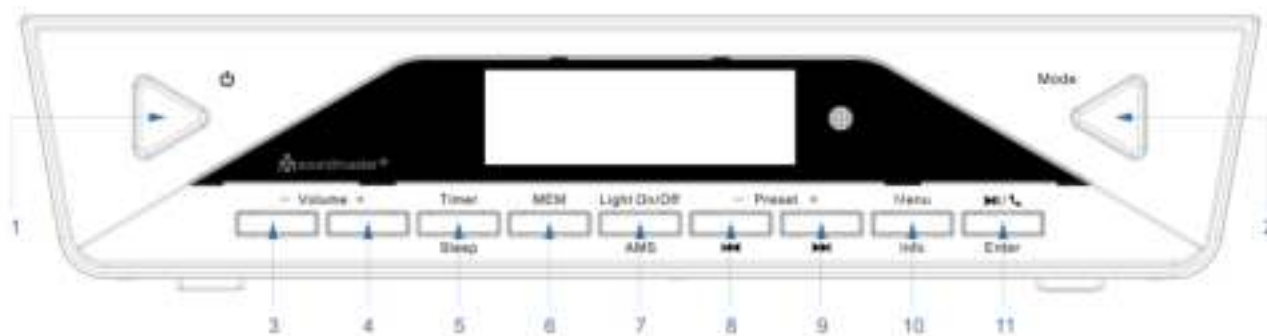 Mode
soundmaster®
− Volume + Timer MEM Light On/Off − Preset + Menu
Sleep AMS Info Enter
1 2
3 4 5 6 7 8 9 10 11